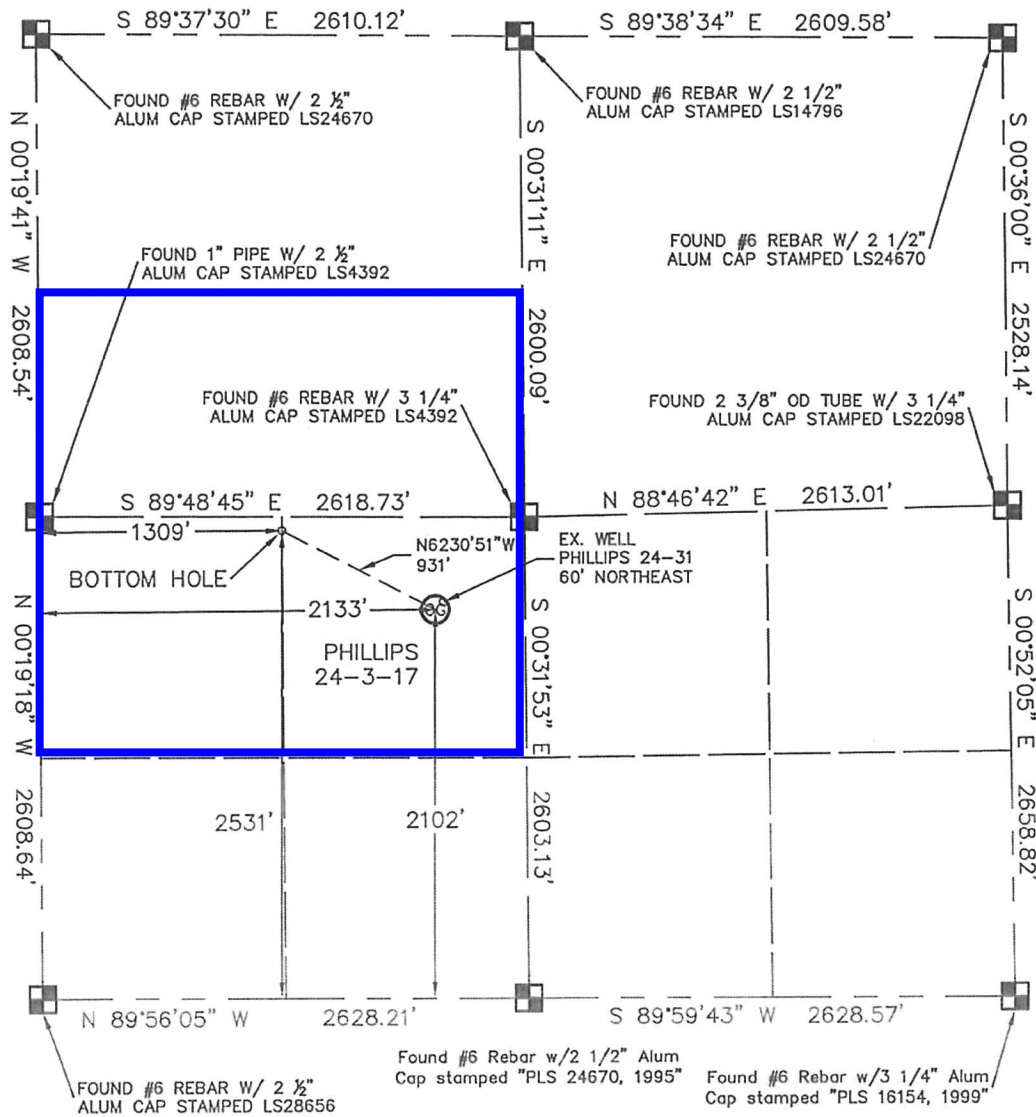 S 89°37'30" E 2610.12'
S 89°38'34" E 2609.58'
FOUND #6 REBAR W/ 2 ½"
ALUM CAP STAMPED LS24670
FOUND #6 REBAR W/ 2 1/2"
ALUM CAP STAMPED LS14796
N 00°19'41" W 2608.54'
S 00°31'11" E 2600.09'
S 00°36'00" E 2528.14'
FOUND 1" PIPE W/ 2 ½"
ALUM CAP STAMPED LS4392
FOUND #6 REBAR W/ 2 1/2"
ALUM CAP STAMPED LS24670
FOUND #6 REBAR W/ 3 1/4"
ALUM CAP STAMPED LS4392
FOUND 2 3/8" OD TUBE W/ 3 1/4"
ALUM CAP STAMPED LS22098
S 89°48'45" E 2618.73'
N 88°46'42" E 2613.01'
1309'
BOTTOM HOLE
N6230'51"W
931'
EX. WELL
PHILLIPS 24-31
60' NORTHEAST
2133'
PHILLIPS
24-3-17
N 00°19'18" W 2608.64'
S 00°31'53" E 2603.13'
S 00°52'05" E 2658.82'
2531'
2102'
N 89°56'05" W 2628.21'
S 89°59'43" W 2628.57'
FOUND #6 REBAR W/ 2 ½"
ALUM CAP STAMPED LS28656
Found #6 Rebar w/2 1/2" Alum
Cap stamped "PLS 24670, 1995"
Found #6 Rebar w/3 1/4" Alum
Cap stamped "PLS 16154, 1999"